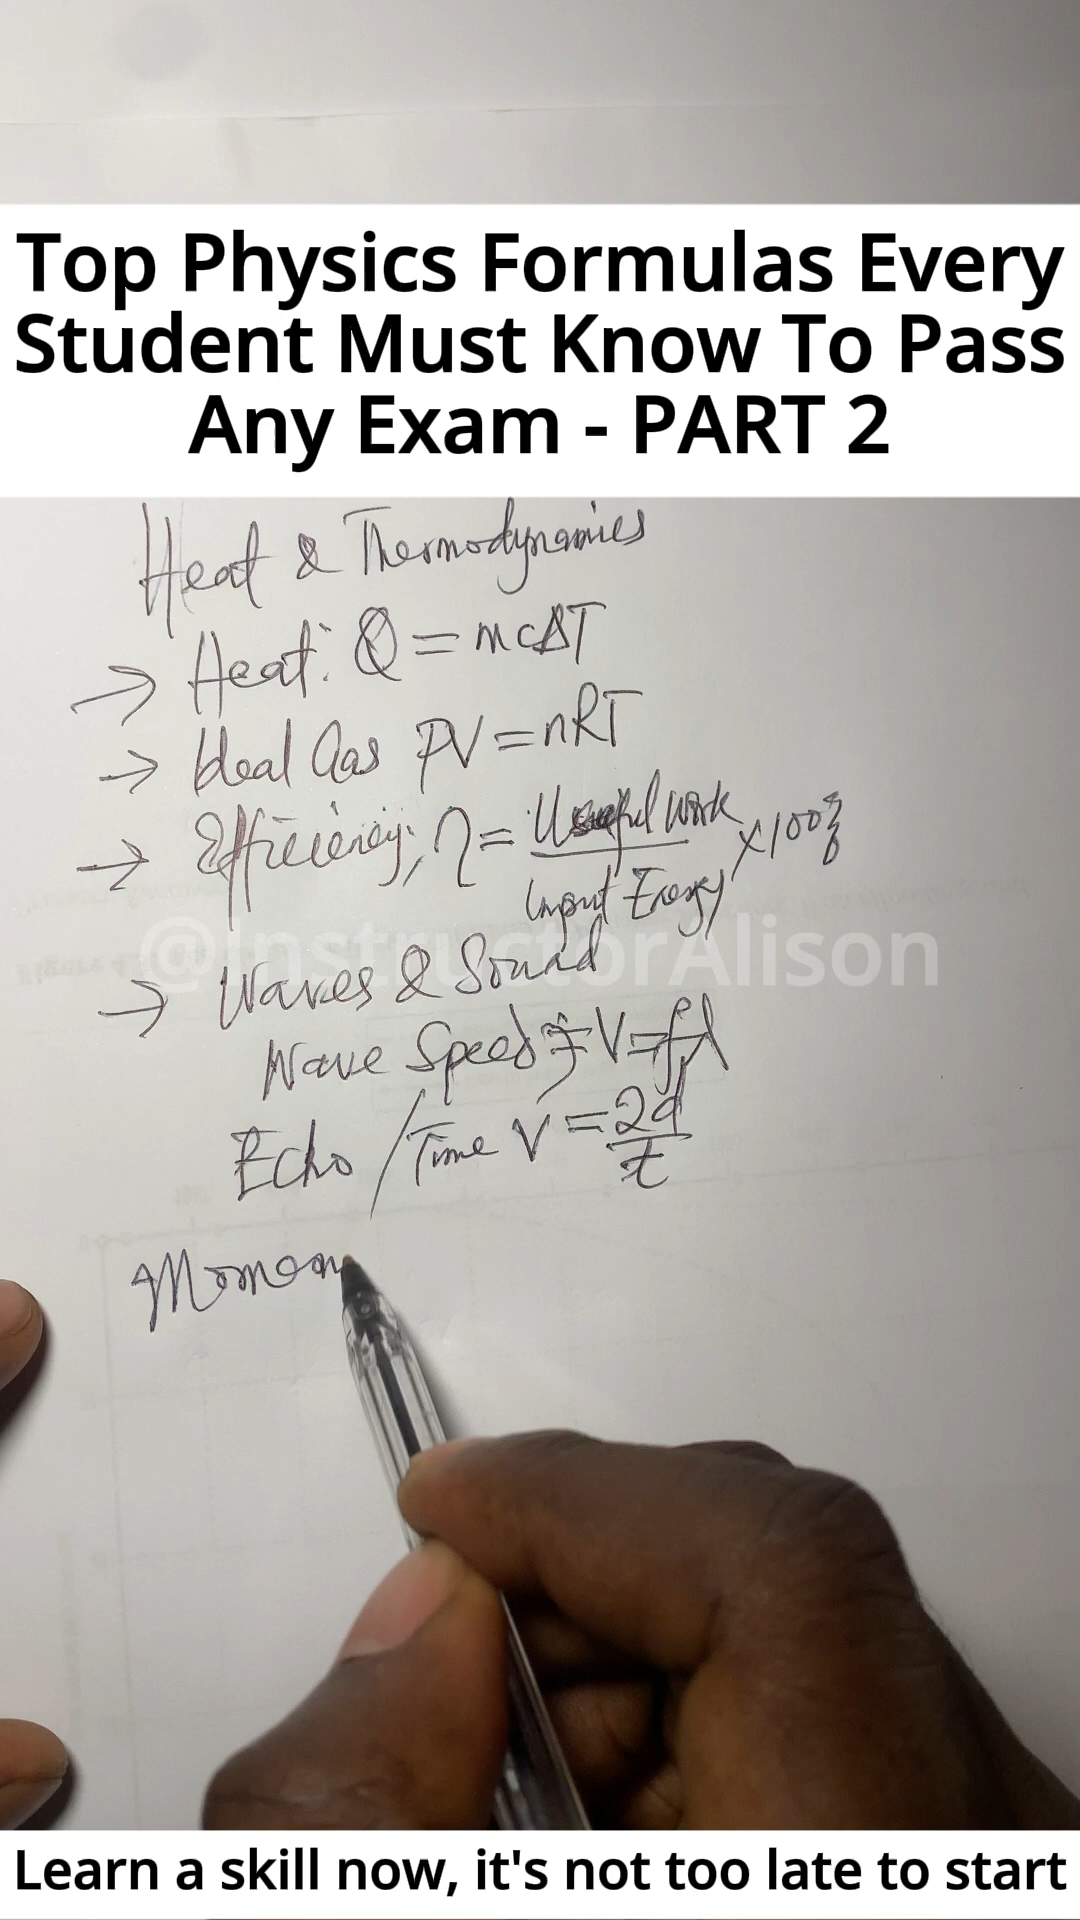 Top Physics Formulas Every
Student Must Know To Pass
Any Exam - PART 2
Heat & Thermodynamics
→ Heat: Q = mcΔT
→ Ideal Gas PV = nRT
→ Efficiency, η = Useful Work / Input Energy × 100%
@InstructorAlison
→ Waves & Sound
Wave Speed V = fλ
Echo / Time V = 2d / t
Momen
Learn a skill now, it's not too late to start